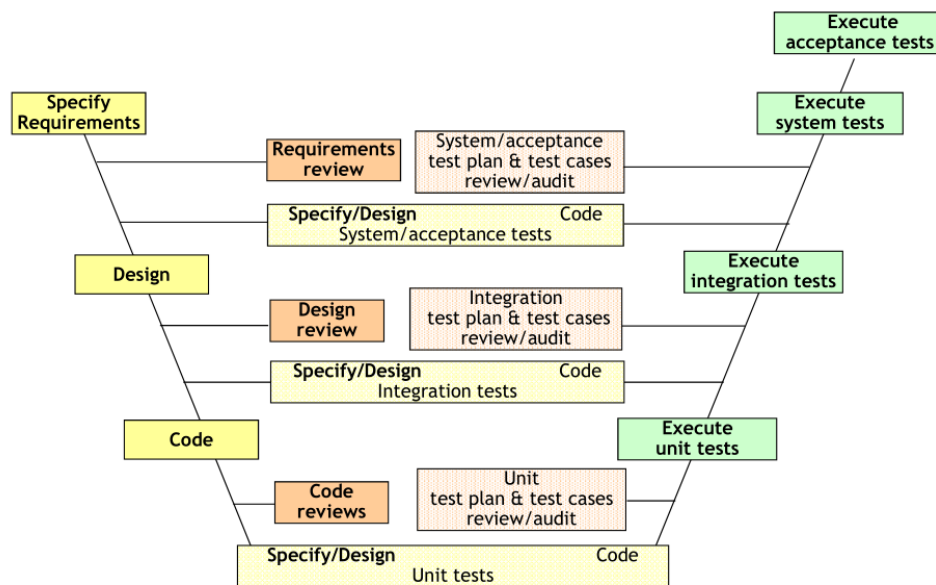 Execute
acceptance tests
Specify
Requirements
Execute
system tests
Requirements
review
System/acceptance
test plan & test cases
review/audit
Specify/Design Code
System/acceptance tests
Design
Execute
integration tests
Design
review
Integration
test plan & test cases
review/audit
Specify/Design Code
Integration tests
Code
Execute
unit tests
Code
reviews
Unit
test plan & test cases
review/audit
Specify/Design Code
Unit tests